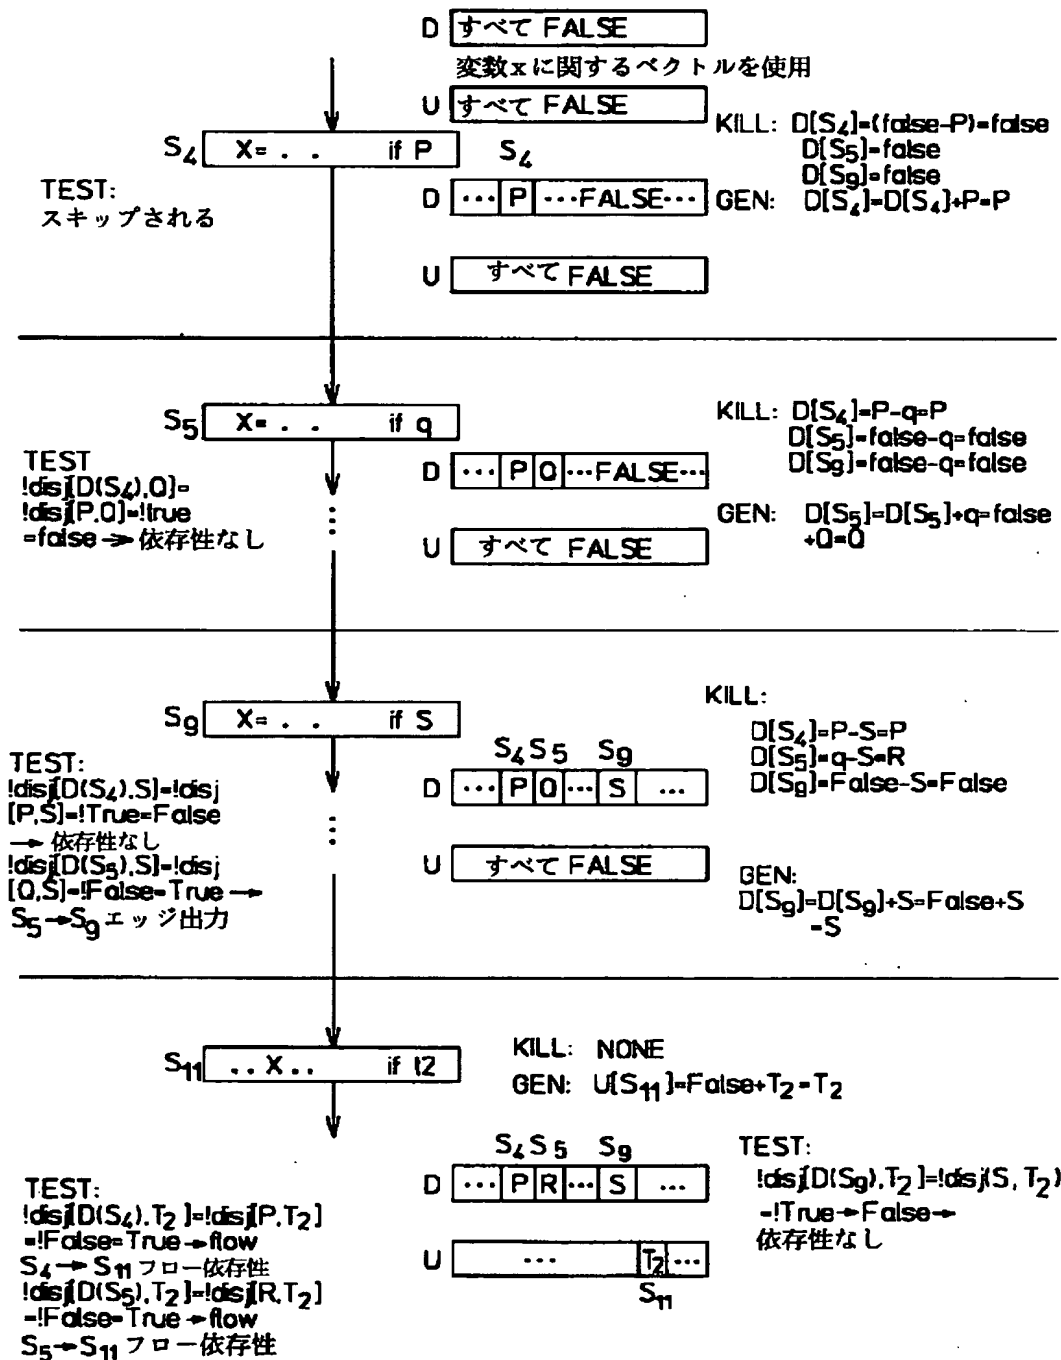 D すべて FALSE
変数xに関するベクトルを使用
U すべて FALSE
S4 X= . . if P
S4
KILL: D[S4]=(false-P)=false
D[S5]=false
D[S9]=false
TEST:
スキップされる
D ... P ...FALSE...
GEN: D[S4]=D[S4]+P=P
U すべて FALSE
S5 X= . . if q
KILL: D[S4]=P-q=P
D[S5]=false-q=false
D[S9]=false-q=false
TEST
!disj[D(S4),Q]=
!disj[P,Q]=!true
=false → 依存性なし
D ... P Q ...FALSE...
GEN: D[S5]=D[S5]+q=false
+Q=Q
U すべて FALSE
S9 X= . . if S
KILL:
D[S4]=P-S=P
D[S5]=q-S=R
D[S9]=False-S=False
TEST:
!disj[D(S4),S]=!disj
[P,S]=!True=False
→ 依存性なし
!disj[D(S5),S]=!disj
[Q,S]=!False=True →
S5→S9 エッジ出力
S4 S5 S9
D ... P Q ... S ...
U すべて FALSE
GEN:
D[S9]=D[S9]+S=False+S
=S
S11 . . X . . if t2
KILL: NONE
GEN: U[S11]=False+T2=T2
S4 S5 S9
D ... P R ... S ...
U ... T2 ...
S11
TEST:
!disj[D(S9),T2]=!disj(S, T2)
=!True→False→
依存性なし
TEST:
!disj[D(S4),T2]=!disj[P,T2]
=!False=True→flow
S4→S11 フロー依存性
!disj[D(S5),T2]=!disj[R,T2]
=!False=True→flow
S5→S11 フロー依存性